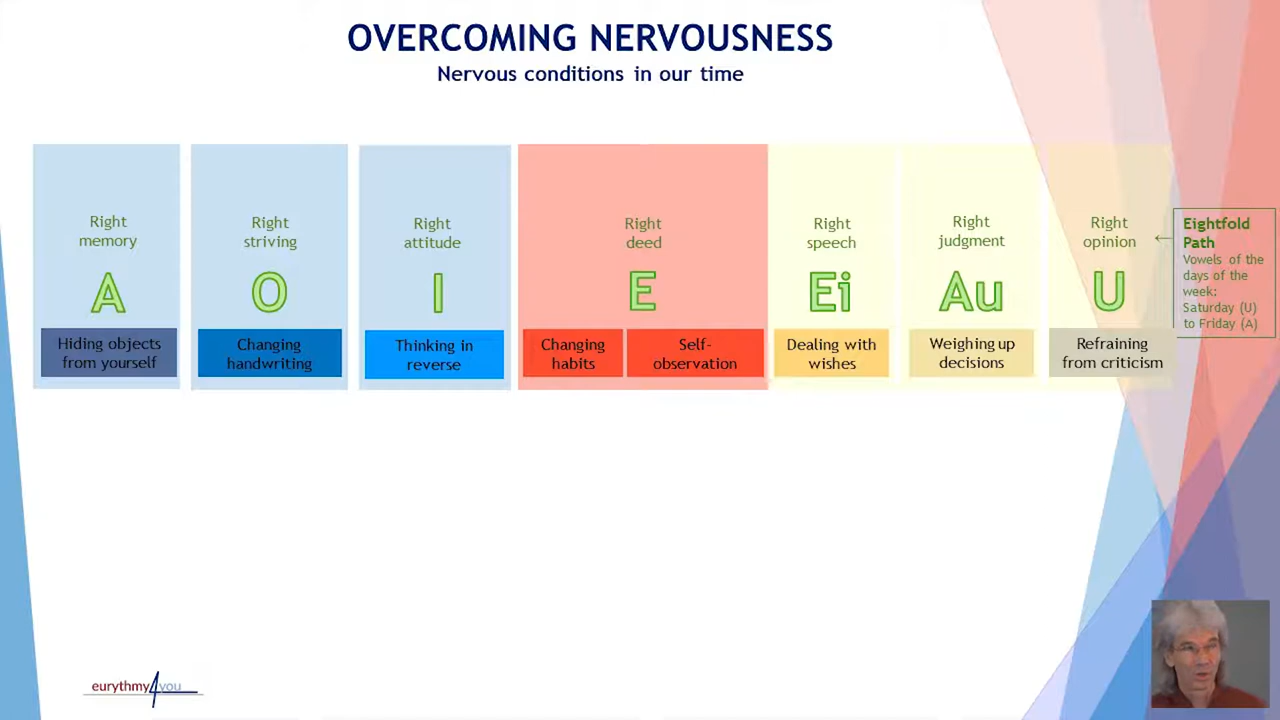 OVERCOMING NERVOUSNESS
Nervous conditions in our time
Right
memory
A
Hiding objects
from yourself
Right
striving
O
Changing
handwriting
Right
attitude
I
Thinking in
reverse
Right
deed
E
Changing
habits
Self-
observation
Right
speech
Ei
Dealing with
wishes
Right
judgment
Au
Weighing up
decisions
Right
opinion
U
Refraining
from criticism
←
Eightfold
Path
Vowels of the
days of the
week:
Saturday (U)
to Friday (A)
eurythmy4you